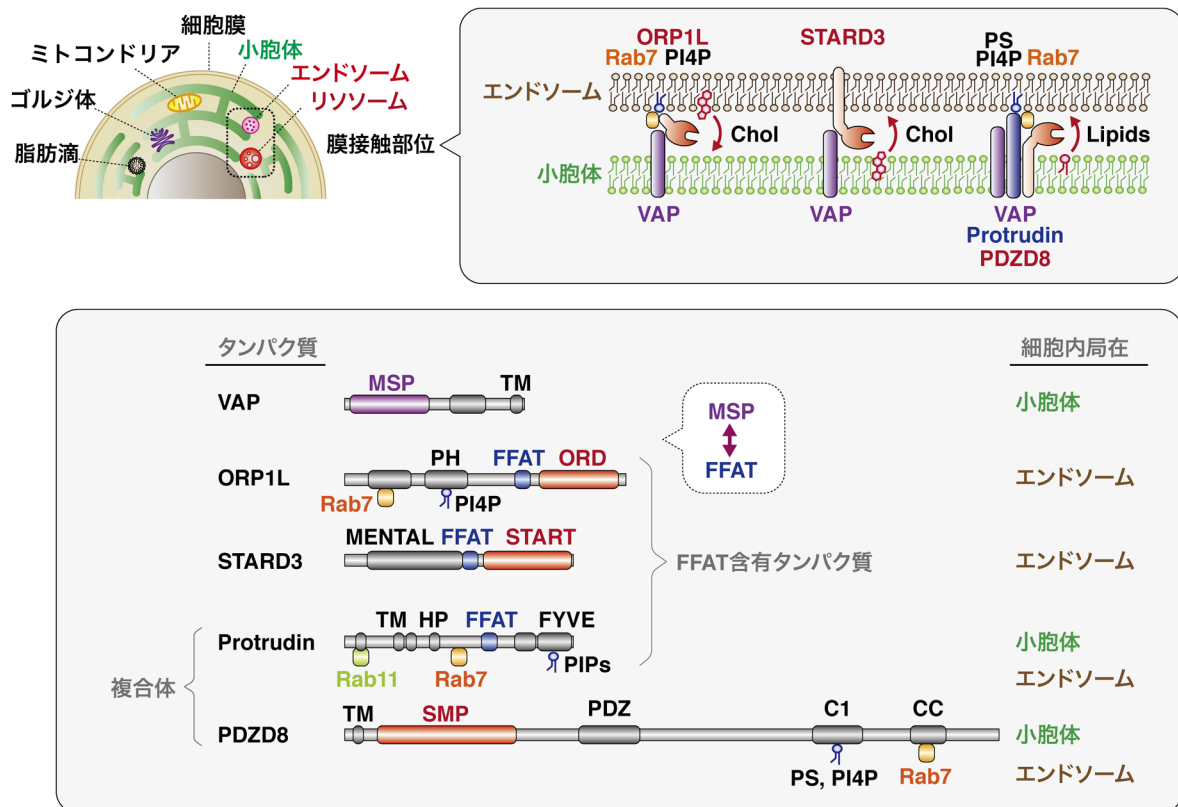 細胞膜
小胞体
ミトコンドリア
エンドソーム
リソソーム
ゴルジ体
脂肪滴
膜接触部位
ORP1L
Rab7 PI4P
STARD3
PS
PI4P Rab7
エンドソーム
Chol
Chol
Lipids
小胞体
VAP
VAP
VAP
Protrudin
PDZD8
タンパク質
細胞内局在
VAP
MSP
TM
小胞体
MSP
FFAT
ORP1L
PH
FFAT
ORD
Rab7
PI4P
エンドソーム
STARD3
MENTAL
FFAT
START
FFAT含有タンパク質
エンドソーム
複合体
Protrudin
TM
HP
FFAT
FYVE
Rab11
Rab7
PIPs
小胞体
エンドソーム
PDZD8
TM
SMP
PDZ
C1
CC
PS, PI4P
Rab7
小胞体
エンドソーム